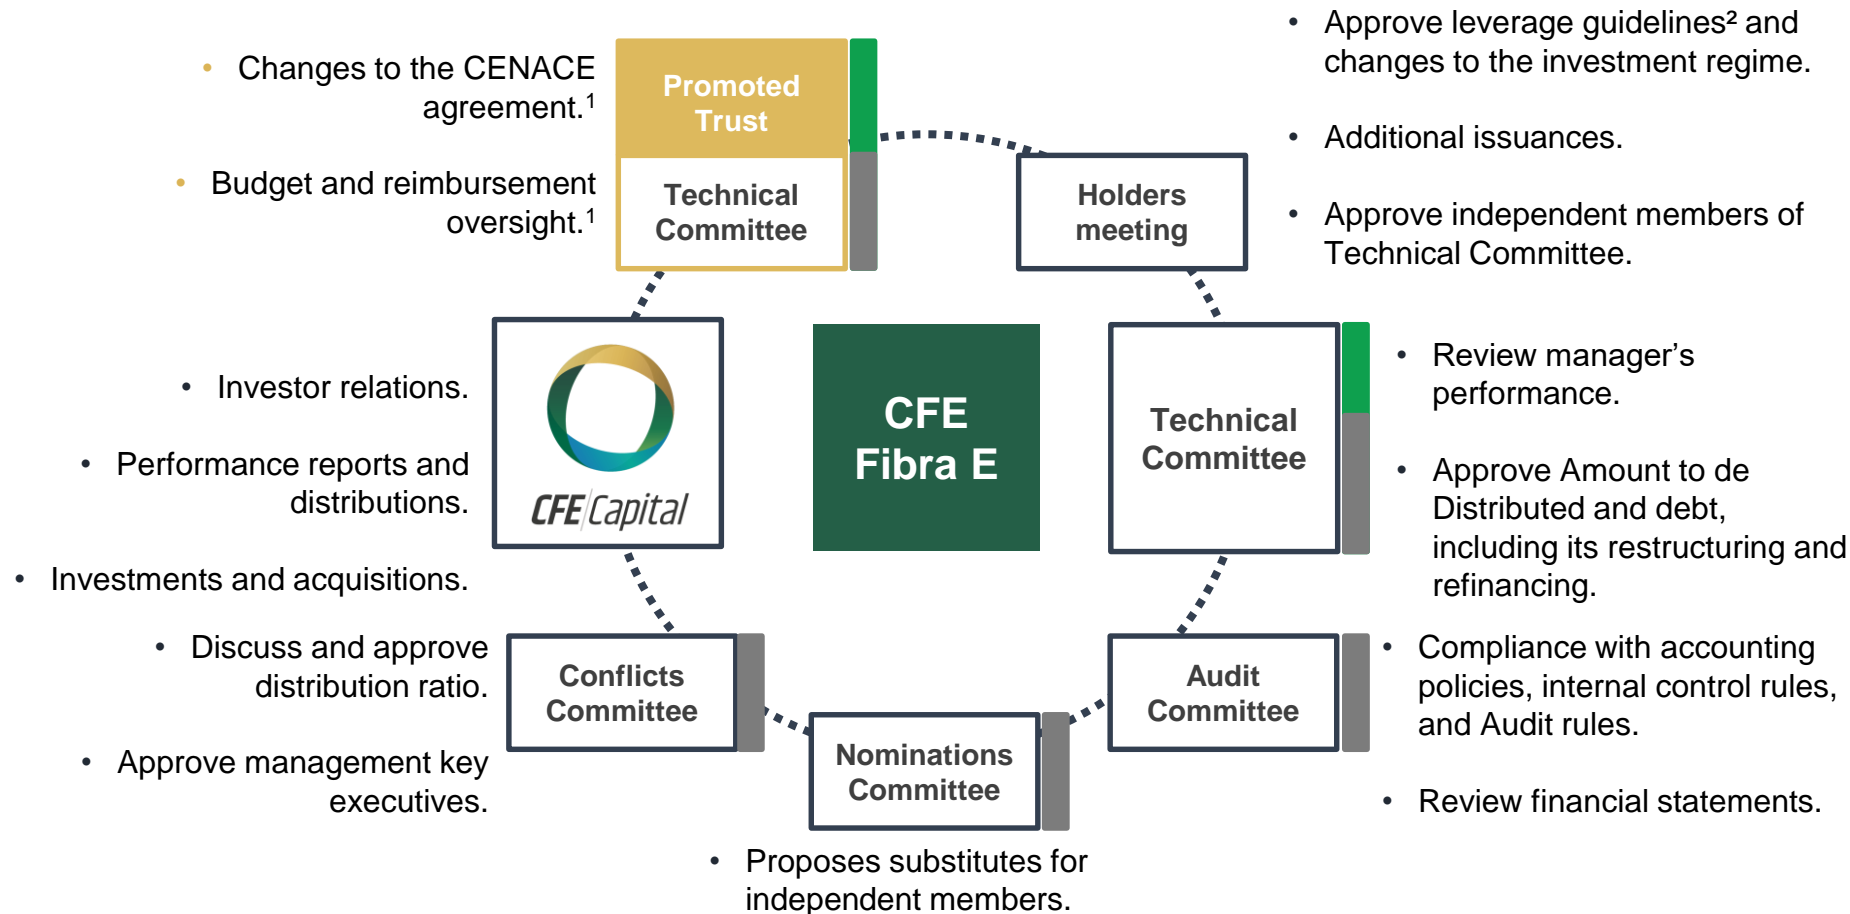 • Changes to the CENACE
agreement.¹
• Budget and reimbursement
oversight.¹
Promoted
Trust
Technical
Committee
Holders
meeting
• Approve leverage guidelines² and
changes to the investment regime.
• Additional issuances.
• Approve independent members of
Technical Committee.
• Investor relations.
• Performance reports and
distributions.
• Investments and acquisitions.
CFE Capital
CFE
Fibra E
Technical
Committee
• Review manager’s
performance.
• Approve Amount to de
Distributed and debt,
including its restructuring and
refinancing.
• Discuss and approve
distribution ratio.
• Approve management key
executives.
Conflicts
Committee
Nominations
Committee
• Proposes substitutes for
independent members.
Audit
Committee
• Compliance with accounting
policies, internal control rules,
and Audit rules.
• Review financial statements.